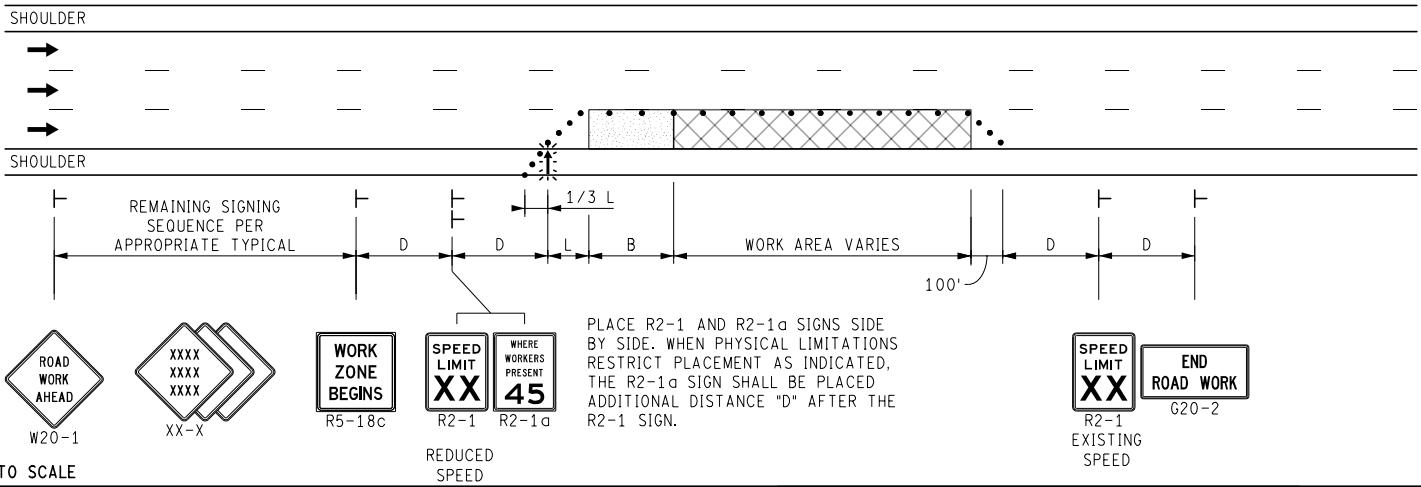 SHOULDER
SHOULDER
1/3 L
REMAINING SIGNING
SEQUENCE PER
APPROPRIATE TYPICAL
D
D
L
B
WORK AREA VARIES
100'
D
D
ROAD
WORK
AHEAD
W20-1
XXXX
XXXX
XXXX
XX-X
WORK
ZONE
BEGINS
R5-18c
SPEED
LIMIT
XX
R2-1
REDUCED
SPEED
WHERE
WORKERS
PRESENT
45
R2-1a
PLACE R2-1 AND R2-1a SIGNS SIDE
BY SIDE. WHEN PHYSICAL LIMITATIONS
RESTRICT PLACEMENT AS INDICATED,
THE R2-1a SIGN SHALL BE PLACED
ADDITIONAL DISTANCE "D" AFTER THE
R2-1 SIGN.
SPEED
LIMIT
XX
R2-1
EXISTING
SPEED
END
ROAD WORK
G20-2
TO SCALE